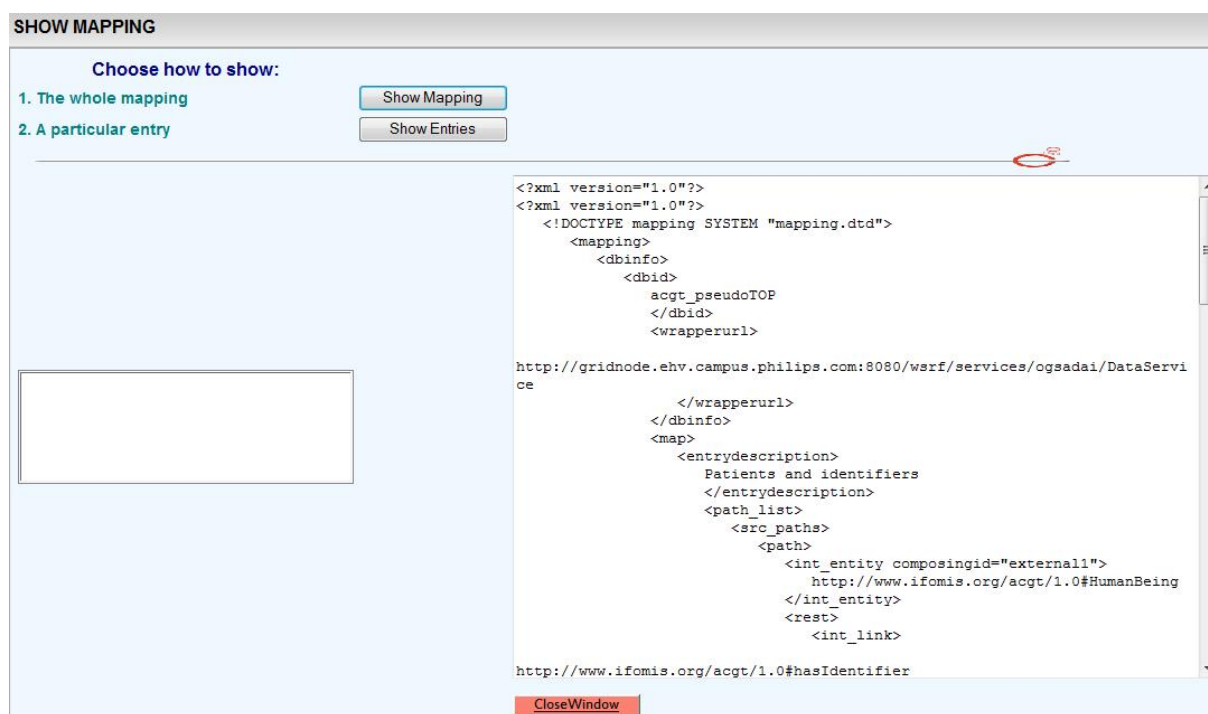 SHOW MAPPING
Choose how to show:
1. The whole mapping
Show Mapping
2. A particular entry
Show Entries
<?xml version="1.0"?>
<?xml version="1.0"?>
<!DOCTYPE mapping SYSTEM "mapping.dtd">
<mapping>
<dbinfo>
<dbid>
acgt_pseudoTOP
</dbid>
<wrapperurl>
http://gridnode.ehv.campus.philips.com:8080/wsrf/services/ogsadai/DataServi
ce
</wrapperurl>
</dbinfo>
<map>
<entrydescription>
Patients and identifiers
</entrydescription>
<path_list>
<src_paths>
<path>
<int_entity composingid="external1">
http://www.ifomis.org/acgt/1.0#HumanBeing
</int_entity>
<rest>
<int_link>
http://www.ifomis.org/acgt/1.0#hasIdentifier
CloseWindow